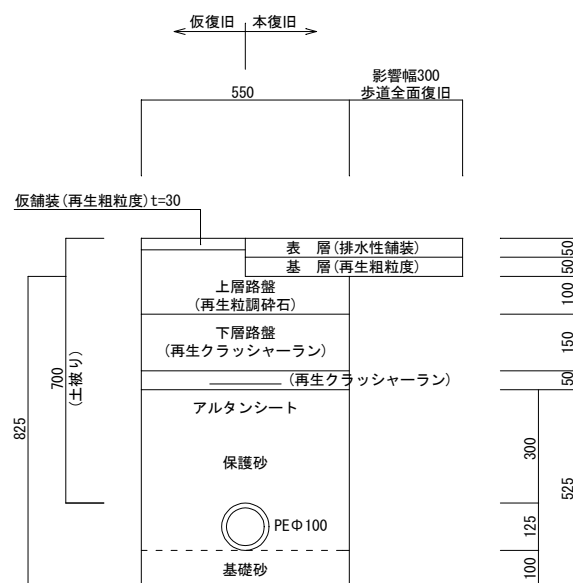 仮復旧 本復旧
影響幅300
歩道全面復旧
550
仮舗装(再生粗粒度)t=30
表　層(排水性舗装)
基　層(再生粗粒度)
上層路盤
(再生粒調砕石)
下層路盤
(再生クラッシャーラン)
(再生クラッシャーラン)
アルタンシート
保護砂
PEΦ100
基礎砂
700
(土被り)
825
50
50
100
150
50
300
125
100
525